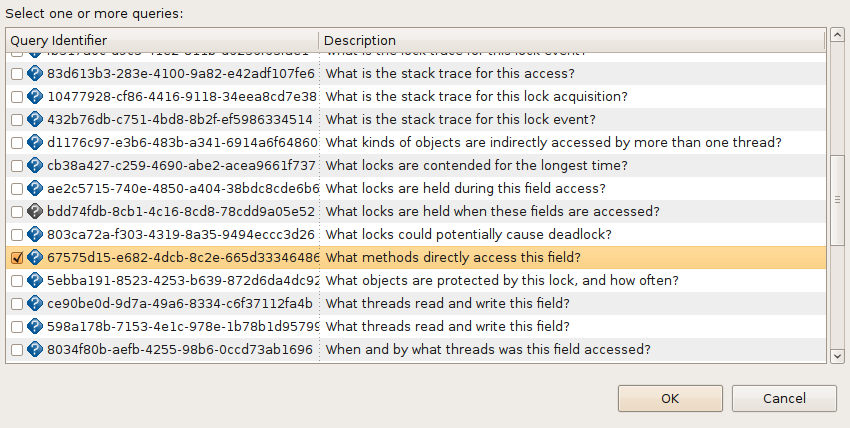 Select one or more queries:
Query Identifier Description
What is the lock trace for this lock event?
83d613b3-283e-4100-9a82-e42adf107fe6 What is the stack trace for this access?
10477928-cf86-4416-9118-34eea8cd7e38 What is the stack trace for this lock acquisition?
432b76db-c751-4bd8-8b2f-ef5986334514 What is the stack trace for this lock event?
d1176c97-e3b6-483b-a341-6914a6f64860 What kinds of objects are indirectly accessed by more than one thread?
cb38a427-c259-4690-abe2-acea9661f737 What locks are contended for the longest time?
ae2c5715-740e-4850-a404-38bdc8cde6b6 What locks are held during this field access?
bdd74fdb-8cb1-4c16-8cd8-78cdd9a05e52 What locks are held when these fields are accessed?
803ca72a-f303-4319-8a35-9494eccc3d26 What locks could potentially cause deadlock?
67575d15-e682-4dcb-8c2e-665d33346486 What methods directly access this field?
5ebba191-8523-4253-b639-872d6da4dc92 What objects are protected by this lock, and how often?
ce90be0d-9d7a-49a6-8334-c6f37112fa4b What threads read and write this field?
598a178b-7153-4e1c-978e-1b78b1d95799 What threads read and write this field?
8034f80b-aefb-4255-98b6-0ccd73ab1696 When and by what threads was this field accessed?
OK Cancel